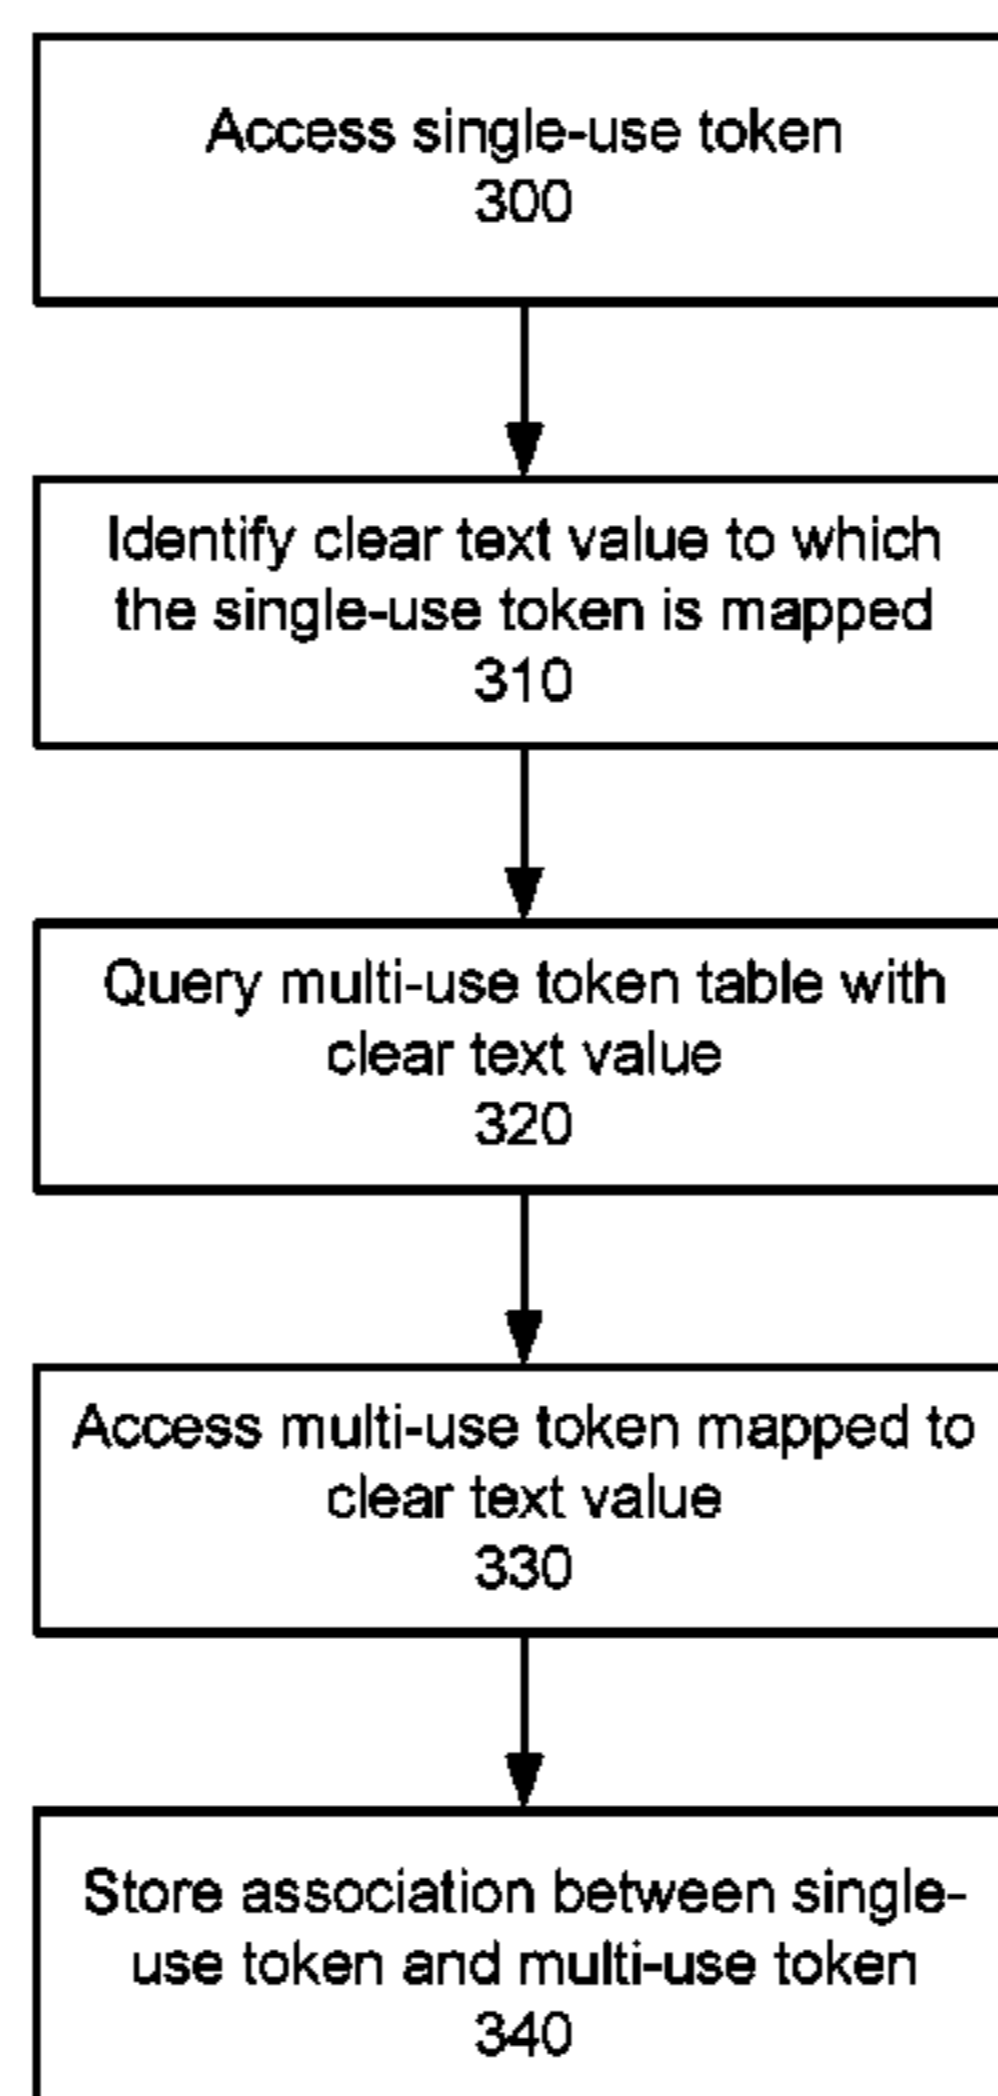 Access single-use token
300
Identify clear text value to which
the single-use token is mapped
310
Query multi-use token table with
clear text value
320
Access multi-use token mapped to
clear text value
330
Store association between single-
use token and multi-use token
340